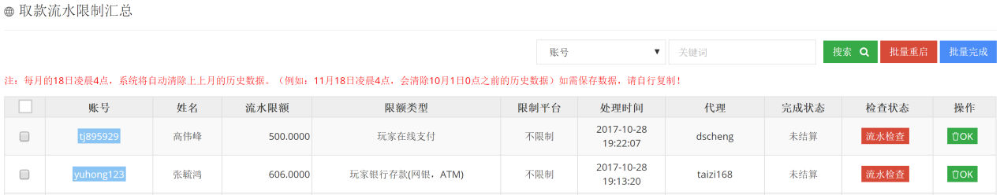 取款流水限制汇总
账号 ▼ 关键词 搜索 批量重启 批量完成
注：每月的18日凌晨4点，系统将自动清除上上月的历史数据。（例如：11月18日凌晨4点，会清除10月1日0点之前的历史数据）如需保存数据，请自行复制！
账号 姓名 流水限额 限额类型 限制平台 处理时间 代理 完成状态 检查状态 操作
tj895929 高伟峰 500.0000 玩家在线支付 不限制 2017-10-28 19:22:07 dscheng 未结算 流水检查 OK
yuhong123 张毓鸿 606.0000 玩家银行存款(网银，ATM) 不限制 2017-10-28 19:13:20 taizi168 未结算 流水检查 OK